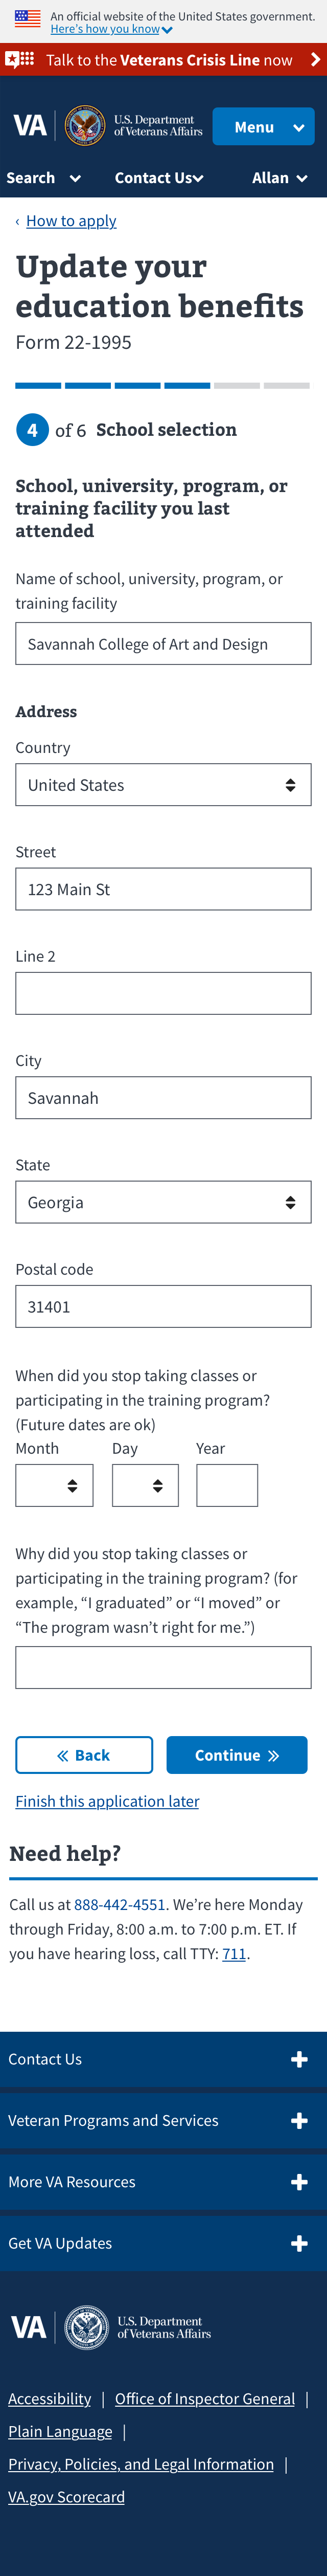 An official website of the United States government.
Here's how you know
Talk to the Veterans Crisis Line now
VA
U.S. Department
of Veterans Affairs
Menu
Search
Contact Us
Allan
‹ How to apply
Update your
education benefits
Form 22-1995
4 of 6 School selection
School, university, program, or
training facility you last
attended
Name of school, university, program, or
training facility
Savannah College of Art and Design
Address
Country
United States
Street
123 Main St
Line 2
City
Savannah
State
Georgia
Postal code
31401
When did you stop taking classes or
participating in the training program?
(Future dates are ok)
Month Day Year
Why did you stop taking classes or
participating in the training program? (for
example, “I graduated” or “I moved” or
“The program wasn’t right for me.”)
« Back
Continue »
Finish this application later
Need help?
Call us at 888-442-4551. We’re here Monday
through Friday, 8:00 a.m. to 7:00 p.m. ET. If
you have hearing loss, call TTY: 711.
Contact Us
Veteran Programs and Services
More VA Resources
Get VA Updates
VA
U.S. Department
of Veterans Affairs
Accessibility | Office of Inspector General |
Plain Language |
Privacy, Policies, and Legal Information |
VA.gov Scorecard